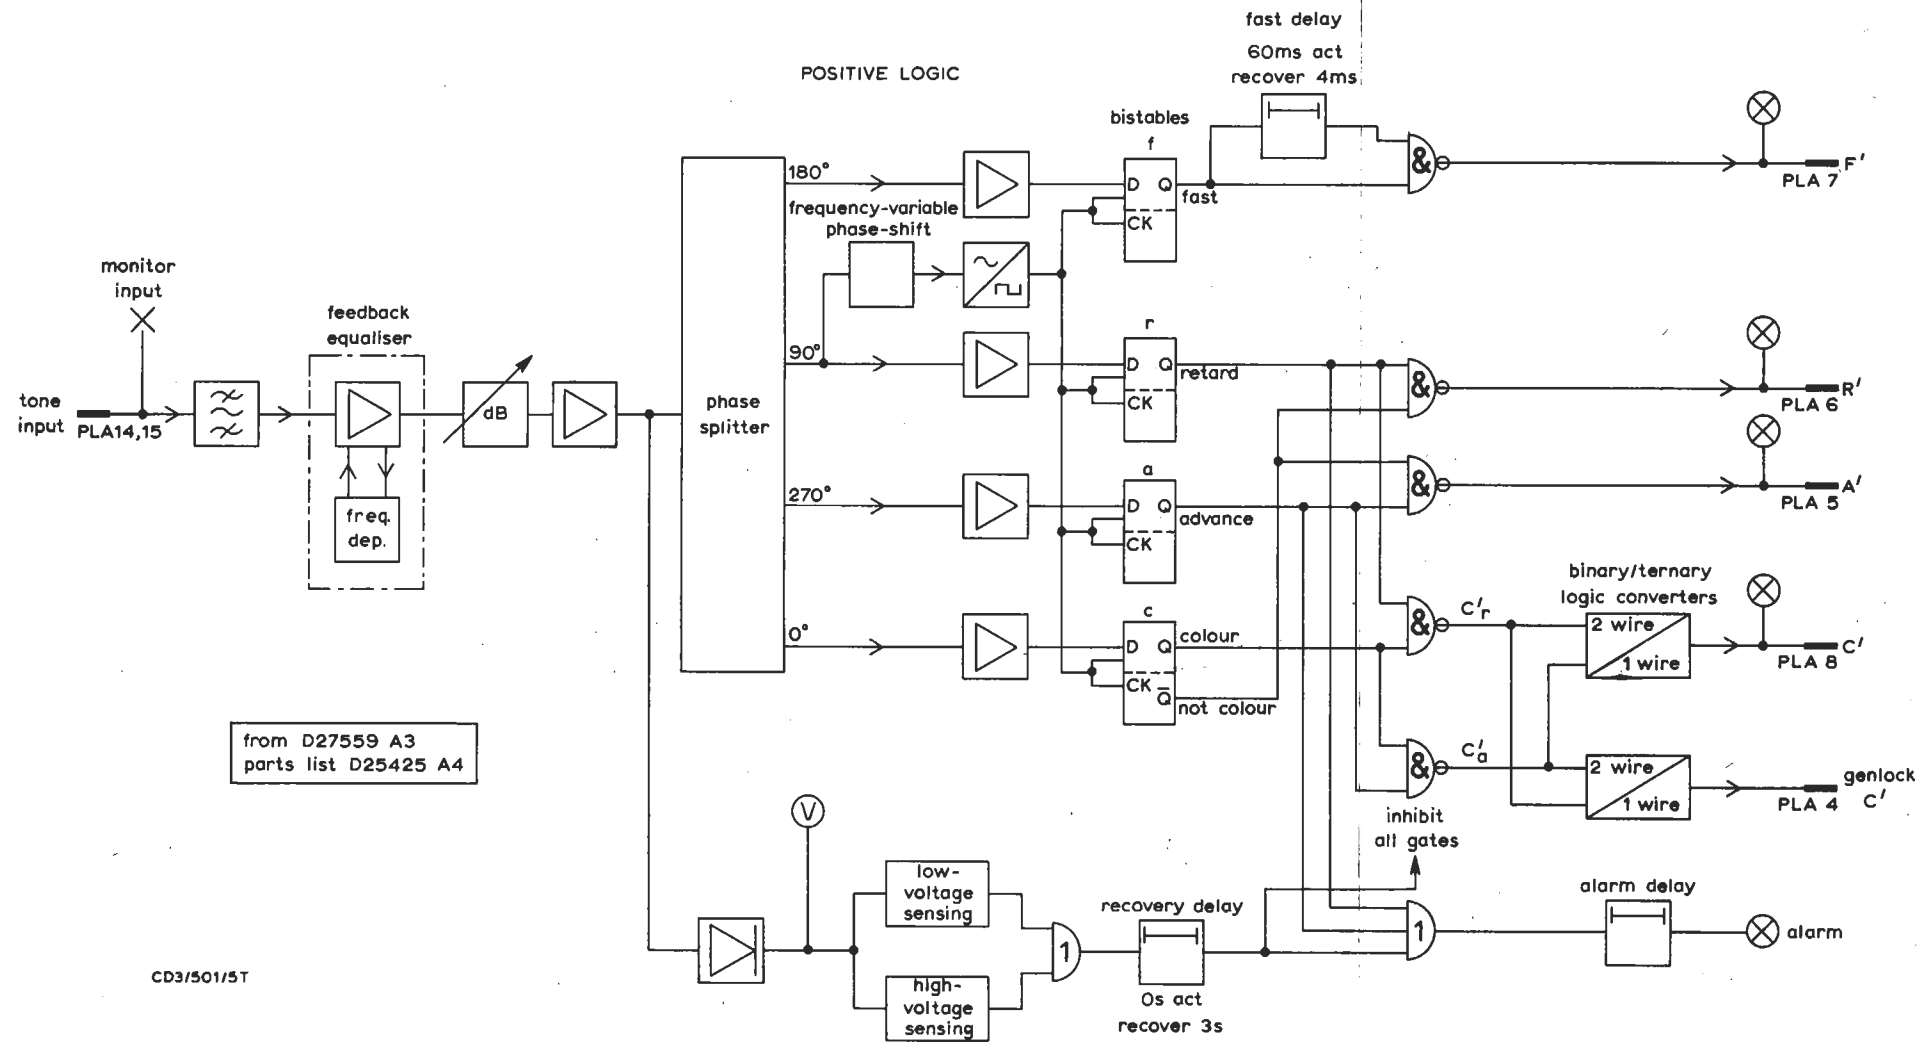 POSITIVE LOGIC
fast delay
60ms act
recover 4ms
bistables
f
180°
D Q
fast
CK
&
F'
PLA 7
frequency-variable
phase-shift
monitor
input
feedback
equaliser
tone
input
PLA14,15
freq.
dep.
dB
phase
splitter
90°
r
D Q
retard
CK
&
R'
PLA 6
270°
a
D Q
advance
CK
&
A'
PLA 5
0°
c
D Q
colour
CK Q̅
not colour
&
C'r
binary/ternary
logic converters
2 wire
1 wire
C'
PLA 8
&
C'a
2 wire
1 wire
genlock
C'
PLA 4
inhibit
all gates
from D27559 A3
parts list D25425 A4
V
low-
voltage
sensing
high-
voltage
sensing
1
recovery delay
0s act
recover 3s
1
alarm delay
alarm
CD3/501/5T